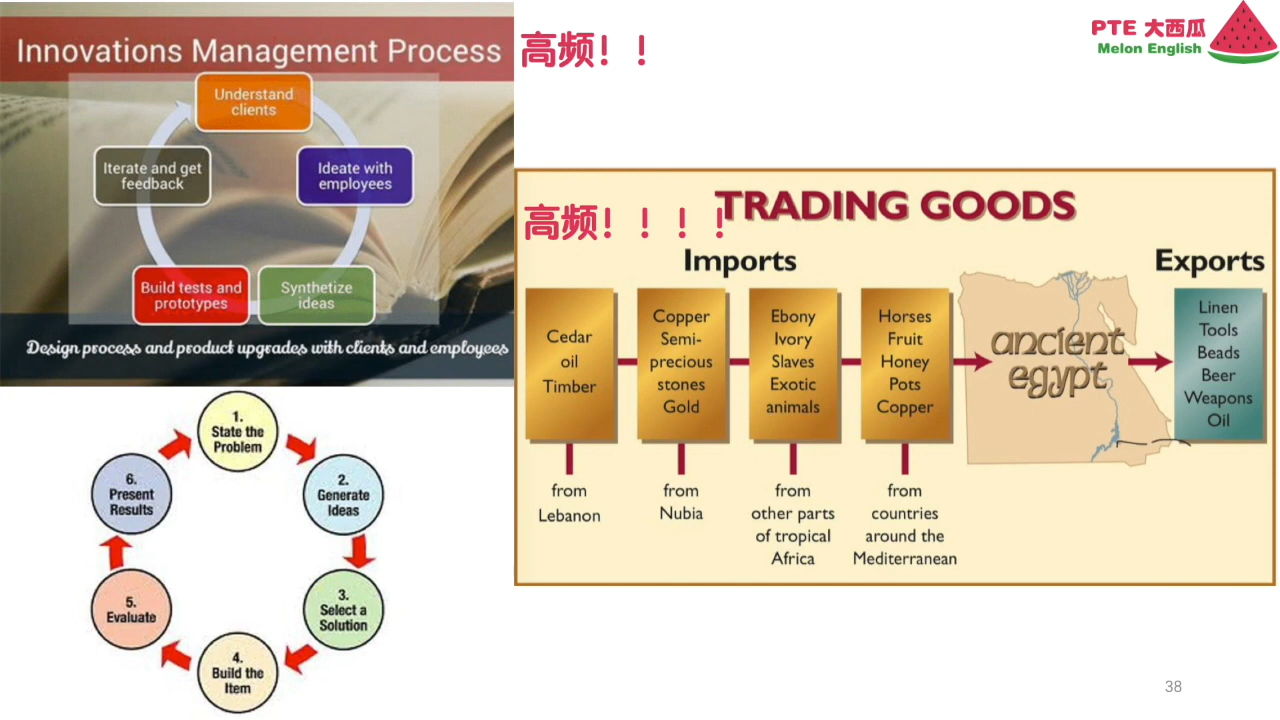 Innovations Management Process
Understand
clients
Ideate with
employees
Synthetize
ideas
Build tests and
prototypes
Iterate and get
feedback
Design process and product upgrades with clients and employees
高频！！
PTE 大西瓜
Melon English
高频！！！！
TRADING GOODS
Imports
Exports
Cedar
oil
Timber
Copper
Semi-
precious
stones
Gold
Ebony
Ivory
Slaves
Exotic
animals
Horses
Fruit
Honey
Pots
Copper
ancient
egypt
Linen
Tools
Beads
Beer
Weapons
Oil
from
Lebanon
from
Nubia
from
other parts
of tropical
Africa
from
countries
around the
Mediterranean
1.
State the
Problem
2.
Generate
Ideas
3.
Select a
Solution
4.
Build the
Item
5.
Evaluate
6.
Present
Results
38